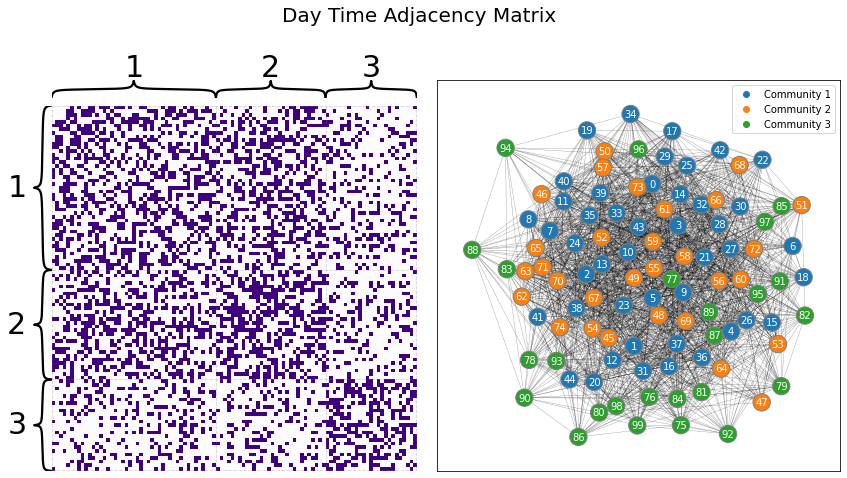 Day Time Adjacency Matrix
1 2 3
1
2
3
Community 1
Community 2
Community 3
34
19 17
94 50 96 29 42
57 25 68 22
40 73 0
46 11 39 14 32 66 30 85 51
8 35 33 61 28 97
7 43 3
65 24 52 59 27 72 6
88 10 58 21
83 63 71 13 55
70 2 49 77 56 60 91 18
62 67 23 5 9 95
41 38 48 89 26 15 82
74 54 69 4
45 1 37 87 53
78 93 12 36
44 20 31 16 64 79
90 76 84 81 47
80 98
86 99 75 92